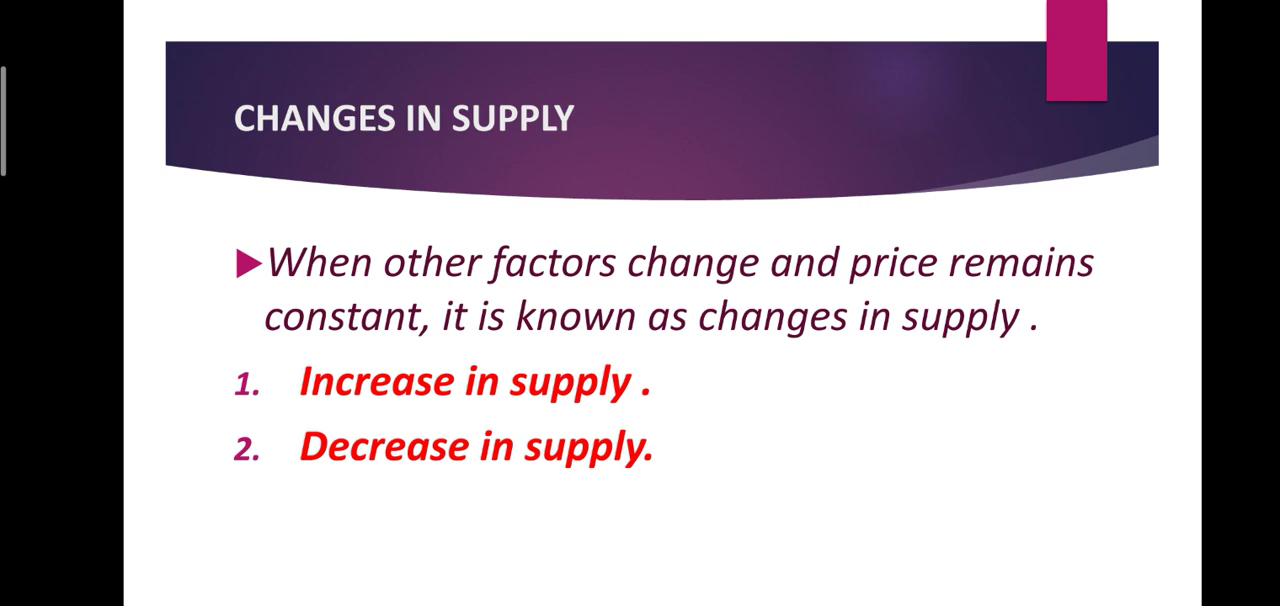 CHANGES IN SUPPLY
When other factors change and price remains
constant, it is known as changes in supply .
1. Increase in supply .
2. Decrease in supply.